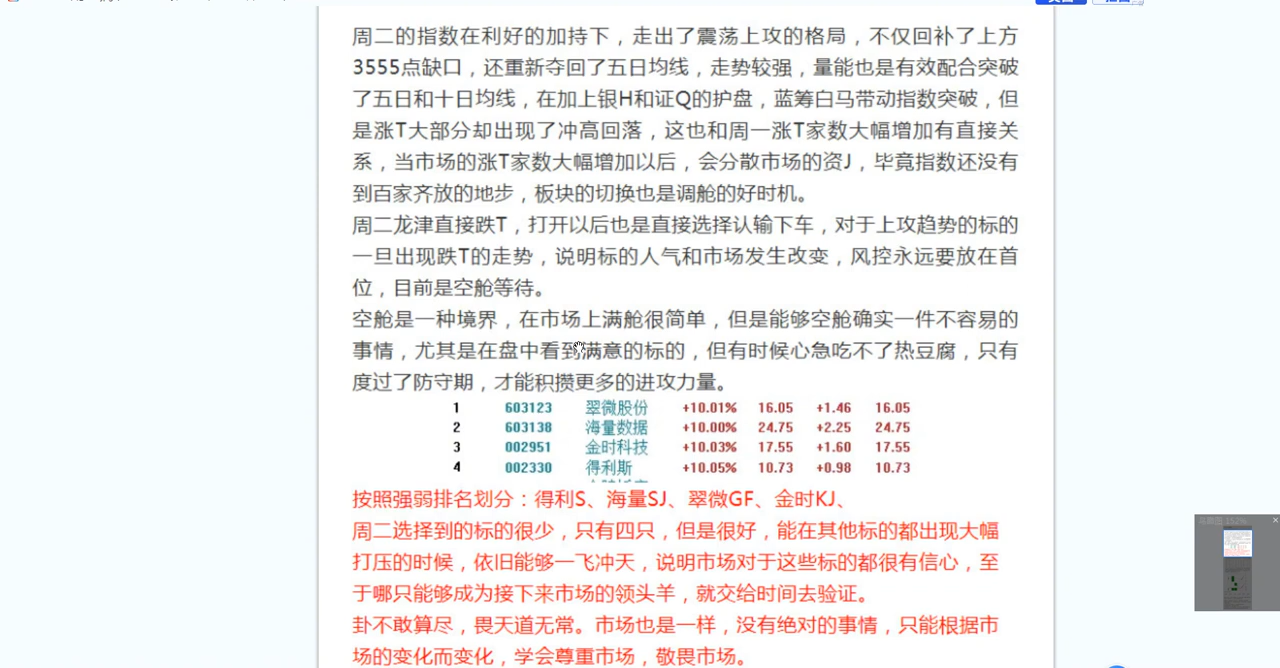 周二的指数在利好的加持下，走出了震荡上攻的格局，不仅回补了上方
3555点缺口，还重新夺回了五日均线，走势较强，量能也是有效配合突破
了五日和十日均线，在加上银H和证Q的护盘，蓝筹白马带动指数突破，但
是涨T大部分却出现了冲高回落，这也和周一涨T家数大幅增加有直接关
系，当市场的涨T家数大幅增加以后，会分散市场的资J，毕竟指数还没有
到百家齐放的地步，板块的切换也是调舱的好时机。
周二龙津直接跌T，打开以后也是直接选择认输下车，对于上攻趋势的标的
一旦出现跌T的走势，说明标的人气和市场发生改变，风控永远要放在首
位，目前是空舱等待。
空舱是一种境界，在市场上满舱很简单，但是能够空舱确实一件不容易的
事情，尤其是在盘中看到满意的标的，但有时候心急吃不了热豆腐，只有
度过了防守期，才能积攒更多的进攻力量。
1 603123 翠微股份 +10.01% 16.05 +1.46 16.05
2 603138 海量数据 +10.00% 24.75 +2.25 24.75
3 002951 金时科技 +10.03% 17.55 +1.60 17.55
4 002330 得利斯 +10.05% 10.73 +0.98 10.73
按照强弱排名划分：得利S、海量SJ、翠微GF、金时KJ、
周二选择到的标的很少，只有四只，但是很好，能在其他标的都出现大幅
打压的时候，依旧能够一飞冲天，说明市场对于这些标的都很有信心，至
于哪只能够成为接下来市场的领头羊，就交给时间去验证。
卦不敢算尽，畏天道无常。市场也是一样，没有绝对的事情，只能根据市
场的变化而变化，学会尊重市场，敬畏市场。